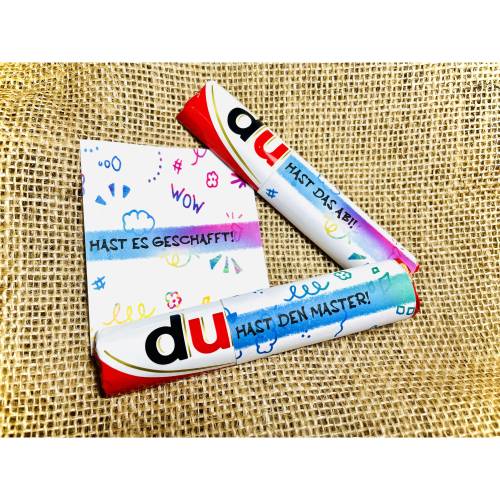 du
HAST DAS ABI!
WOW
HAST ES GESCHAFFT!
du
HAST DEN MASTER!